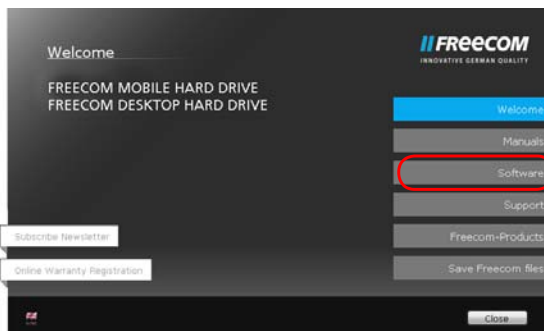 Welcome
FREECOM
INNOVATIVE GERMAN QUALITY
FREECOM MOBILE HARD DRIVE
FREECOM DESKTOP HARD DRIVE
Welcome
Manuals
Software
Support
Subscribe Newsletter
Freecom-Products
Online Warranty Registration
Save Freecom files
Close